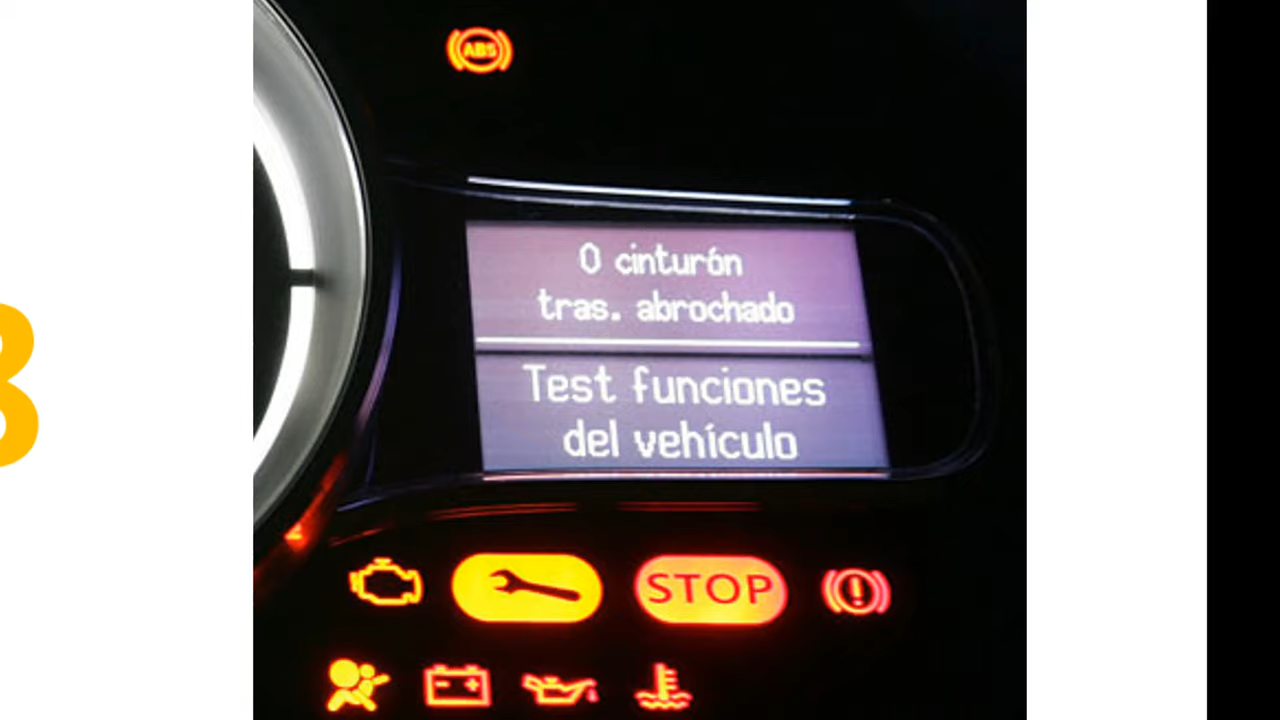 ABS
0 cinturón
tras. abrochado
Test funciones
del vehículo
STOP